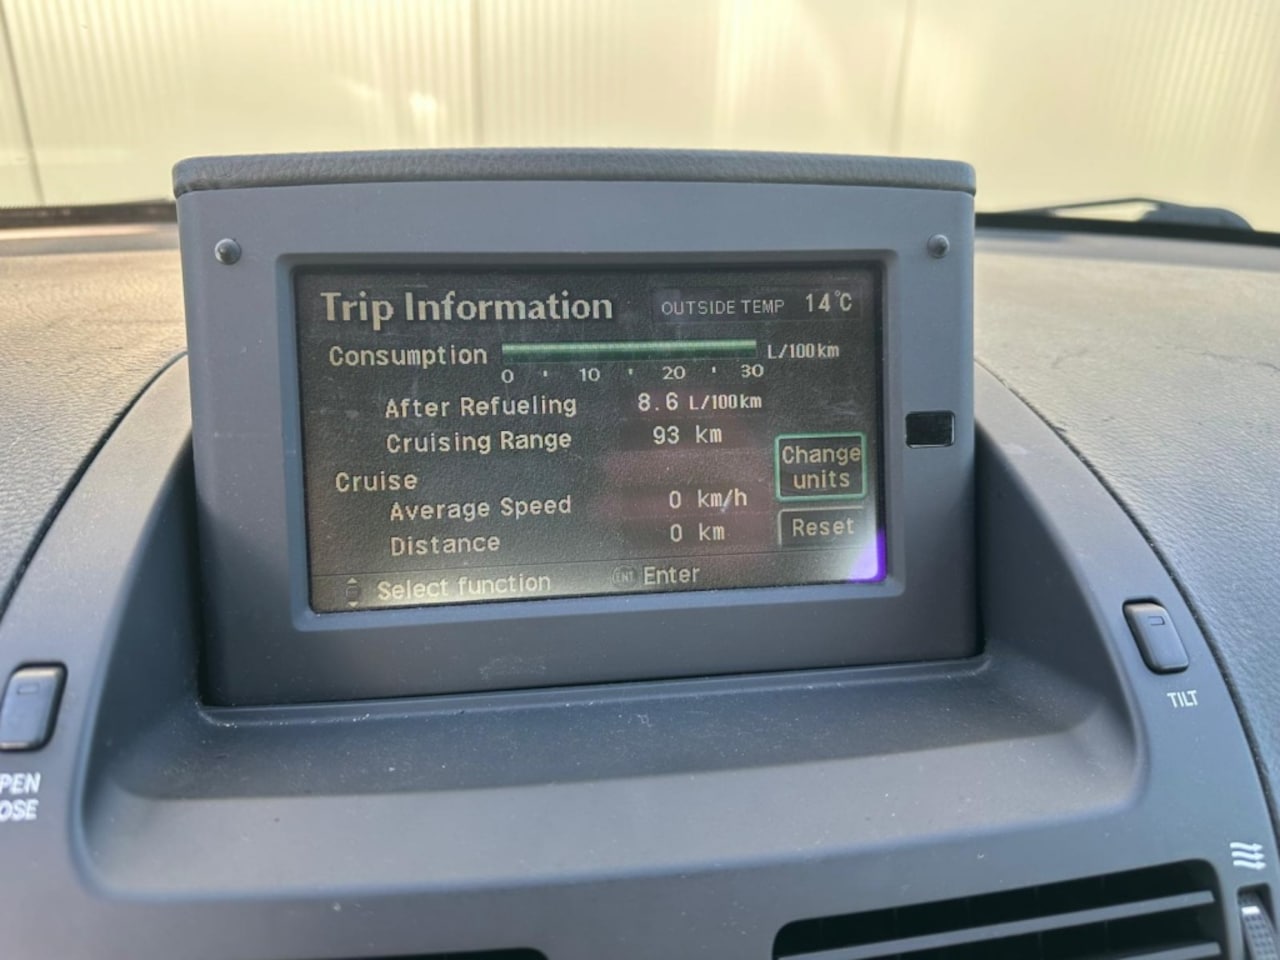 Trip Information OUTSIDE TEMP 14°C
Consumption L/100km
0 10 20 30
After Refueling 8.6 L/100km
Cruising Range 93 km
Cruise
Average Speed 0 km/h
Distance 0 km
Change
units
Reset
Select function ENT Enter
PEN
OSE
TILT